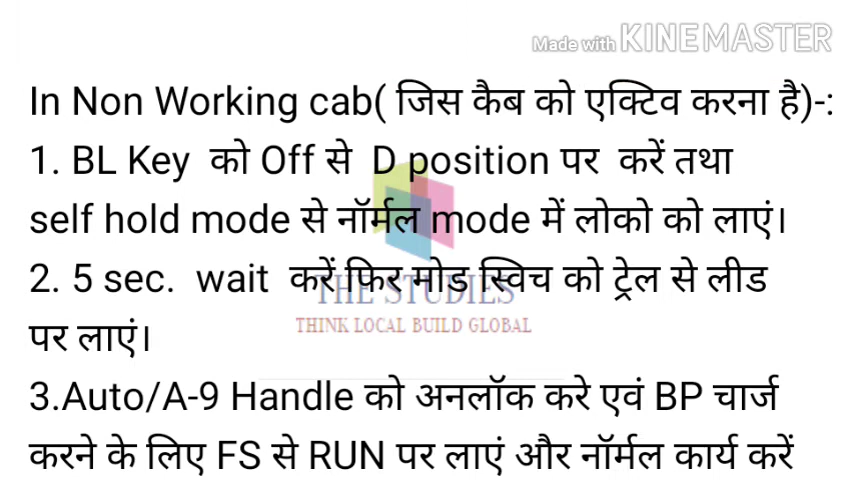 Made with KINEMASTER
In Non Working cab( जिस कैब को एक्टिव करना है)-:
1. BL Key को Off से D position पर करें तथा
self hold mode से नॉर्मल mode में लोको को लाएं।
2. 5 sec. wait करें फिर मोड स्विच को ट्रेल से लीड
THE STUDIES
THINK LOCAL BUILD GLOBAL
पर लाएं।
3.Auto/A-9 Handle को अनलॉक करे एवं BP चार्ज
करने के लिए FS से RUN पर लाएं और नॉर्मल कार्य करें